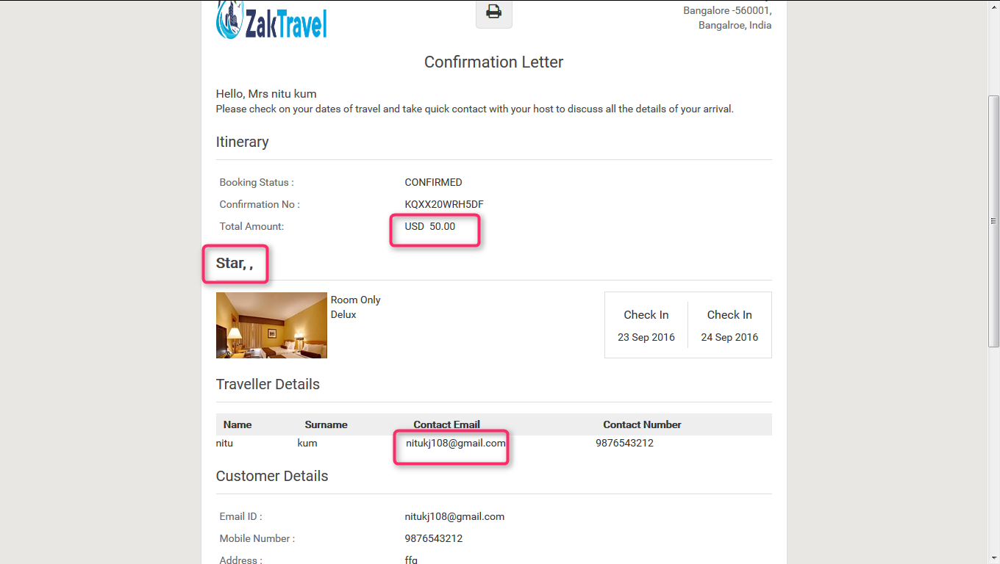 ZakTravel
Bangalore -560001,
Bangalroe, India
Confirmation Letter
Hello, Mrs nitu kum
Please check on your dates of travel and take quick contact with your host to discuss all the details of your arrival.
Itinerary
Booking Status : CONFIRMED
Confirmation No : KQXX20WRH5DF
Total Amount: USD 50.00
Star, ,
Room Only
Delux
Check In Check In
23 Sep 2016 24 Sep 2016
Traveller Details
Name Surname Contact Email Contact Number
nitu kum nitukj108@gmail.com 9876543212
Customer Details
Email ID : nitukj108@gmail.com
Mobile Number : 9876543212
Address : ffg